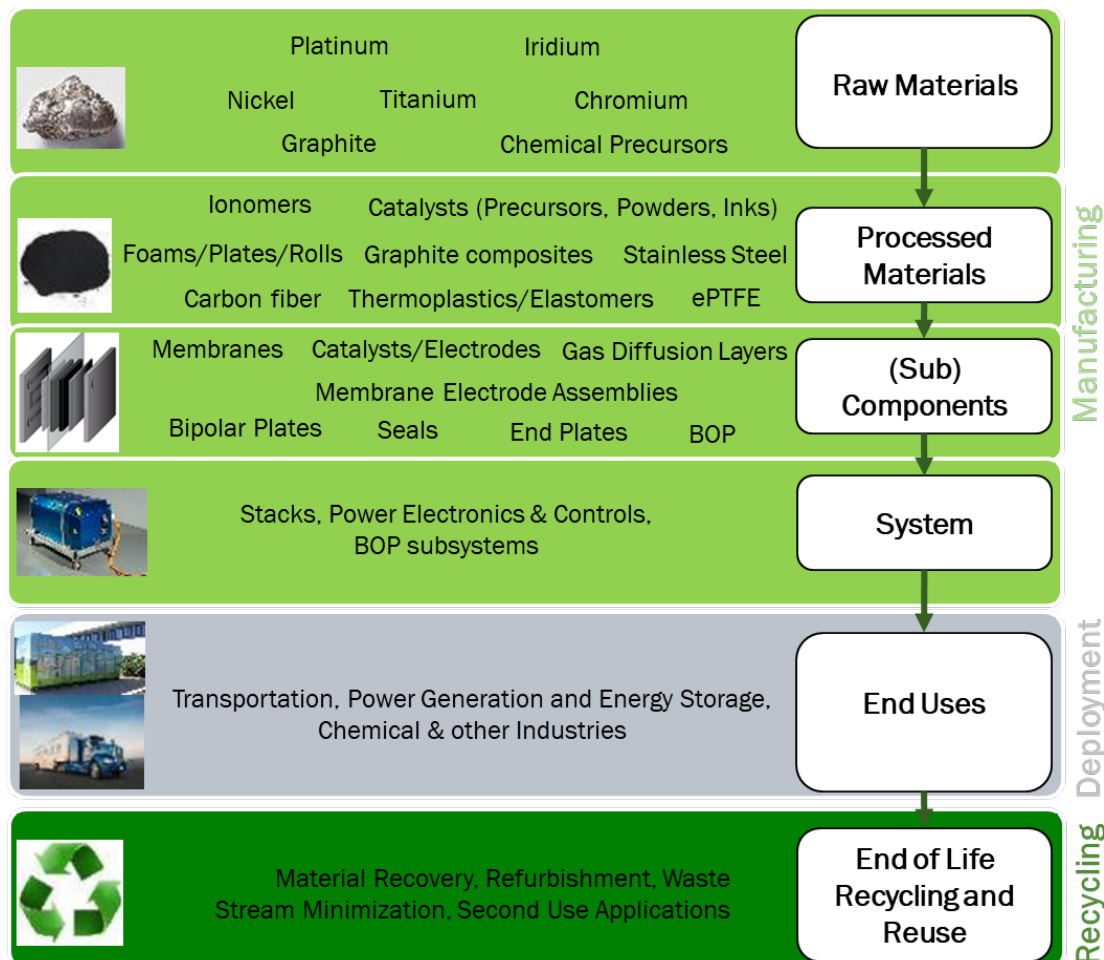 Platinum Iridium
Raw Materials
Nickel Titanium Chromium
Graphite Chemical Precursors
Ionomers Catalysts (Precursors, Powders, Inks)
Foams/Plates/Rolls Graphite composites Stainless Steel
Carbon fiber Thermoplastics/Elastomers ePTFE
Processed
Materials
Membranes Catalysts/Electrodes Gas Diffusion Layers
Membrane Electrode Assemblies
Bipolar Plates Seals End Plates BOP
(Sub)
Components
Manufacturing
Stacks, Power Electronics & Controls,
BOP subsystems
System
Transportation, Power Generation and Energy Storage,
Chemical & other Industries
End Uses
Deployment
Material Recovery, Refurbishment, Waste
Stream Minimization, Second Use Applications
End of Life
Recycling and
Reuse
Recycling